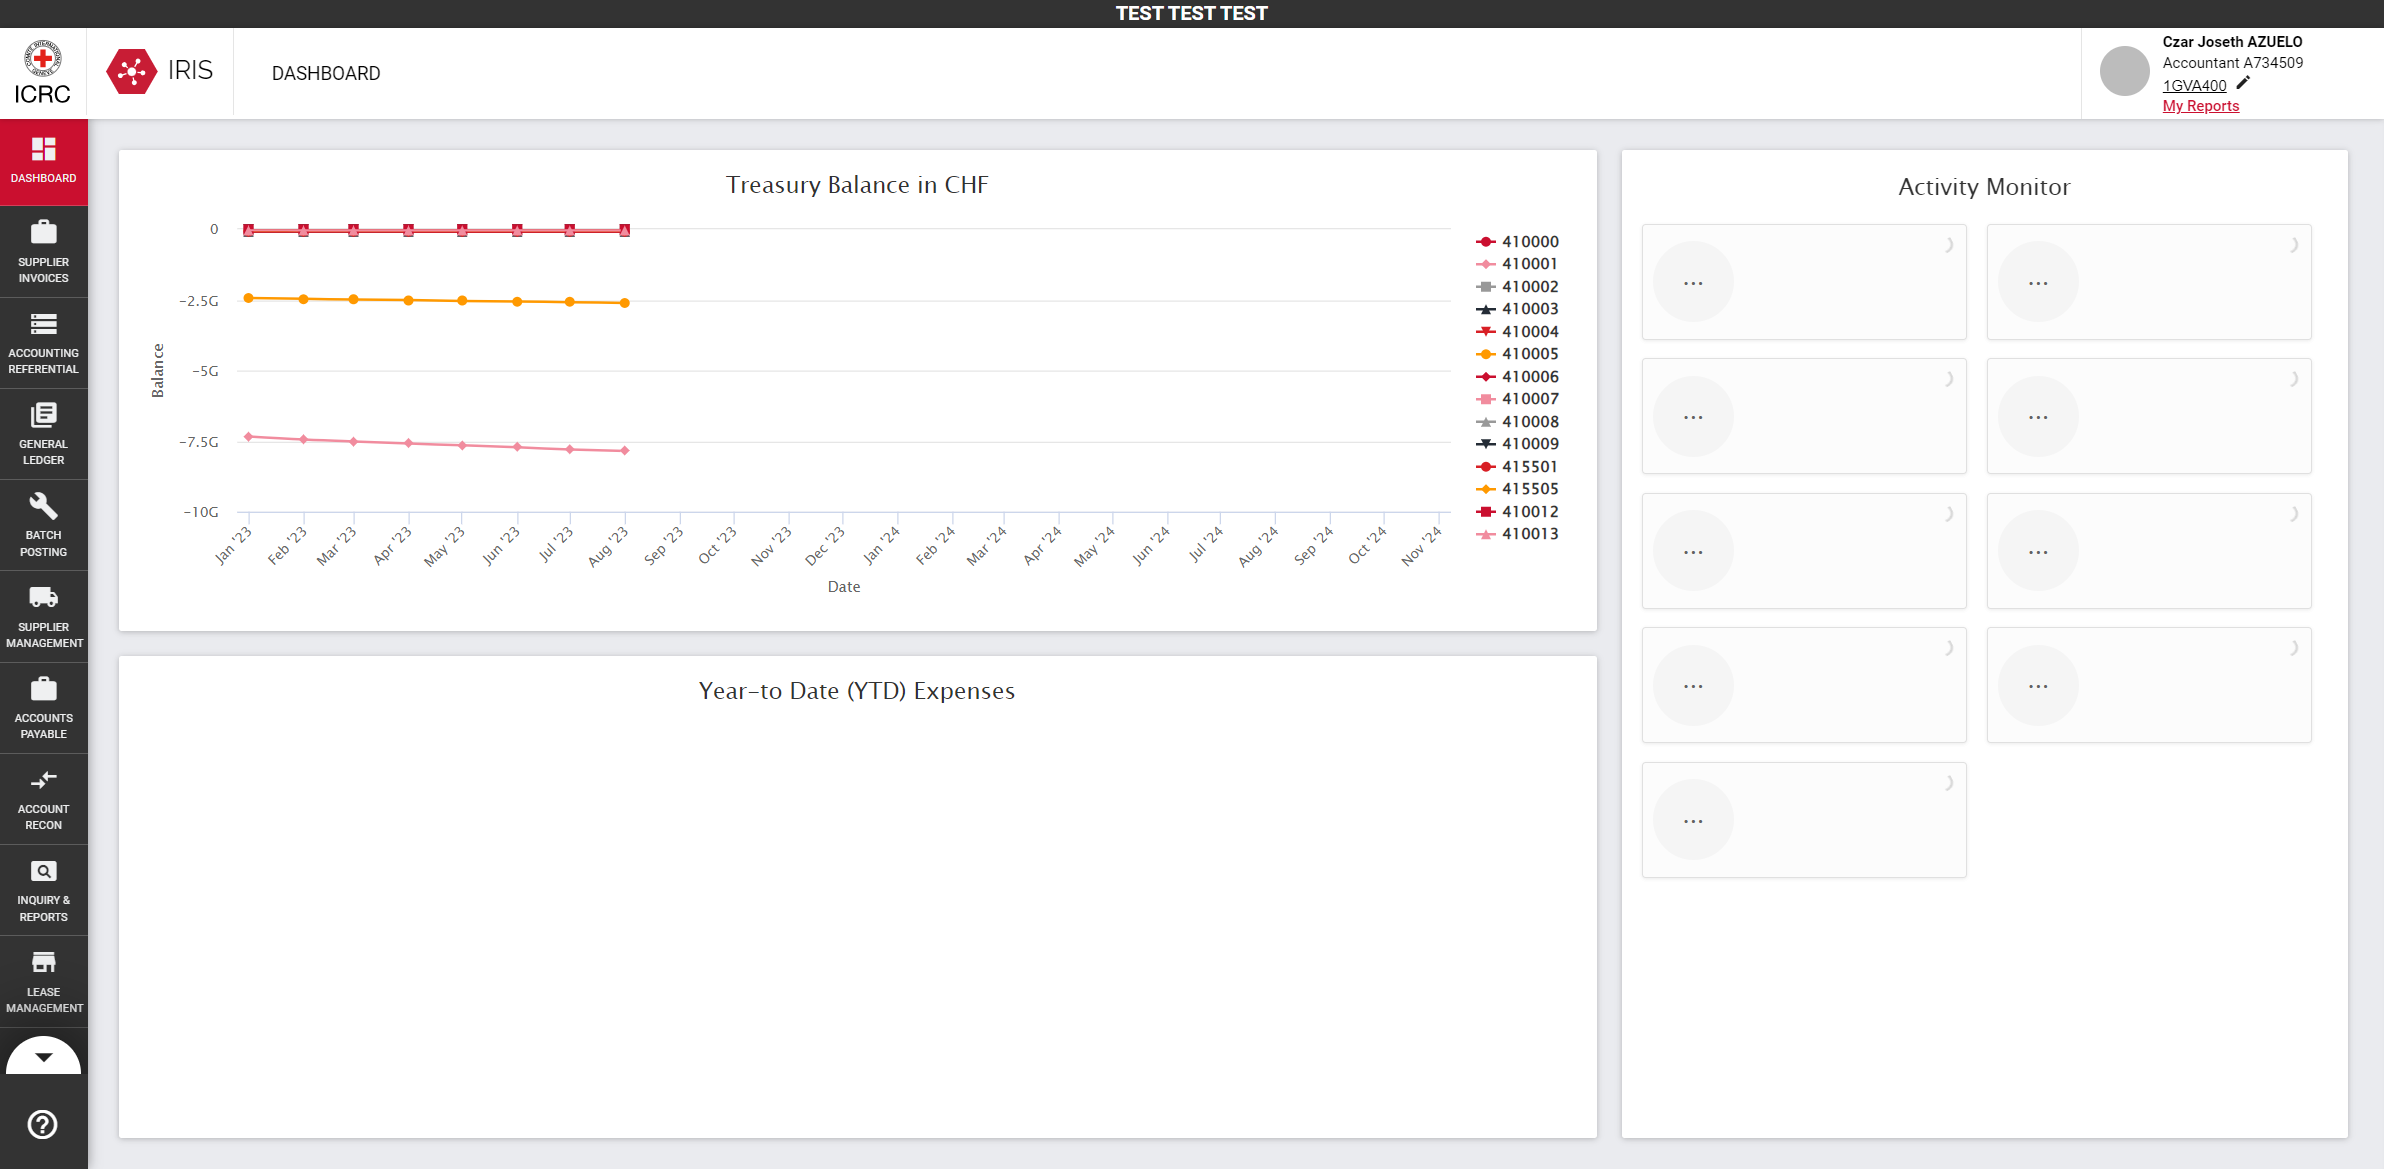 TEST TEST TEST
ICRC
IRIS
DASHBOARD
Czar Joseth AZUELO
Accountant A734509
1GVA400
My Reports
DASHBOARD
SUPPLIER
INVOICES
ACCOUNTING
REFERENTIAL
GENERAL
LEDGER
BATCH
POSTING
SUPPLIER
MANAGEMENT
ACCOUNTS
PAYABLE
ACCOUNT
RECON
INQUIRY &
REPORTS
LEASE
MANAGEMENT
Treasury Balance in CHF
0
−2.5G
−5G
−7.5G
−10G
Balance
Jan '23
Feb '23
Mar '23
Apr '23
May '23
Jun '23
Jul '23
Aug '23
Sep '23
Oct '23
Nov '23
Dec '23
Jan '24
Feb '24
Mar '24
Apr '24
May '24
Jun '24
Jul '24
Aug '24
Sep '24
Oct '24
Nov '24
Date
410000
410001
410002
410003
410004
410005
410006
410007
410008
410009
415501
415505
410012
410013
Year-to Date (YTD) Expenses
Activity Monitor
...
...
...
...
...
...
...
...
...